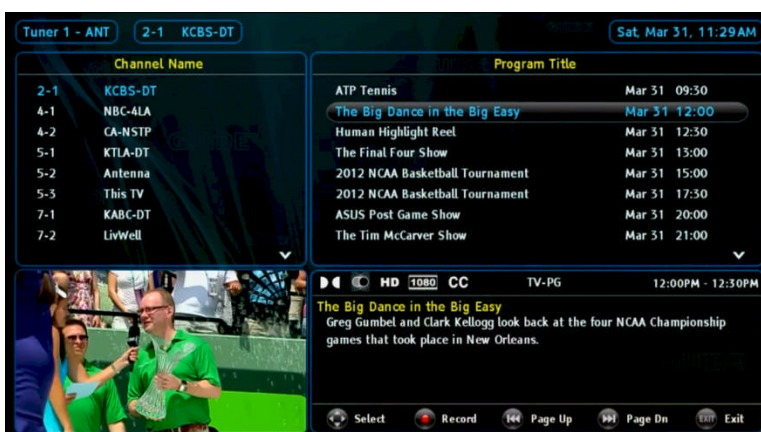 Tuner 1 - ANT
2-1 KCBS-DT
Sat, Mar 31, 11:29AM
Channel Name
2-1 KCBS-DT
4-1 NBC-4LA
4-2 CA-NSTP
5-1 KTLA-DT
5-2 Antenna
5-3 This TV
7-1 KABC-DT
7-2 LivWell
Program Title
ATP Tennis Mar 31 09:30
The Big Dance in the Big Easy Mar 31 12:00
Human Highlight Reel Mar 31 12:30
The Final Four Show Mar 31 13:00
2012 NCAA Basketball Tournament Mar 31 15:00
2012 NCAA Basketball Tournament Mar 31 17:30
ASUS Post Game Show Mar 31 20:00
The Tim McCarver Show Mar 31 21:00
HD 1080 CC TV-PG 12:00PM - 12:30PM
The Big Dance in the Big Easy
Greg Gumbel and Clark Kellogg look back at the four NCAA Championship
games that took place in New Orleans.
Select Record Page Up Page Dn EXIT Exit